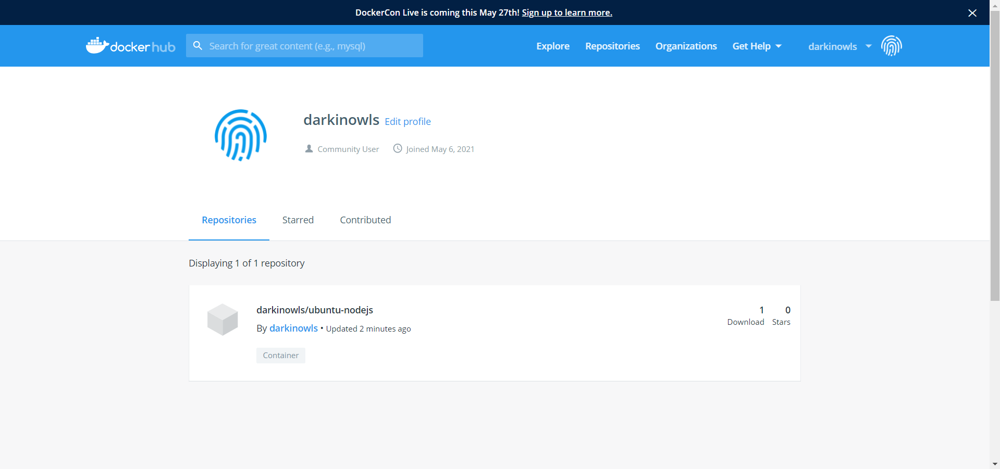 DockerCon Live is coming this May 27th! Sign up to learn more.
docker hub
Search for great content (e.g., mysql)
Explore
Repositories
Organizations
Get Help
darkinowls
darkinowls Edit profile
Community User
Joined May 6, 2021
Repositories
Starred
Contributed
Displaying 1 of 1 repository
darkinowls/ubuntu-nodejs
By darkinowls • Updated 2 minutes ago
Container
1
Download
0
Stars